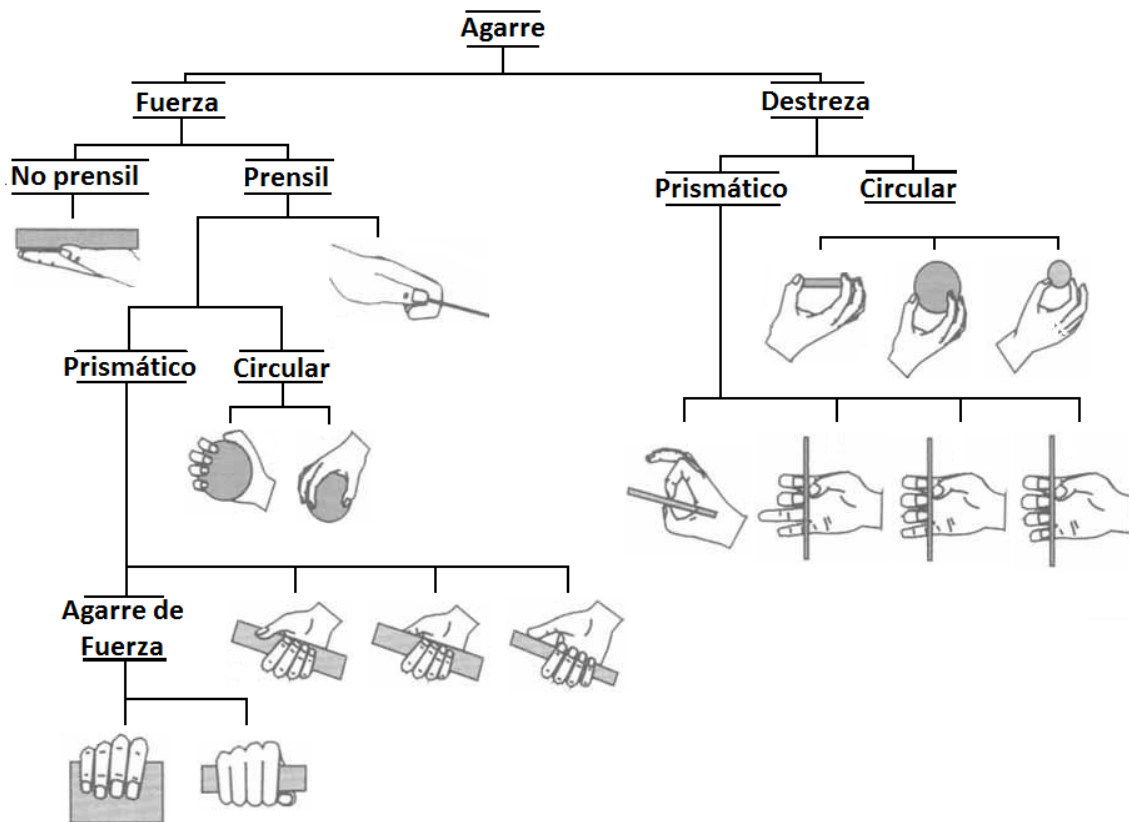 Agarre
Fuerza
Destreza
No prensil
Prensil
Prismático
Circular
Prismático
Circular
Agarre de
Fuerza